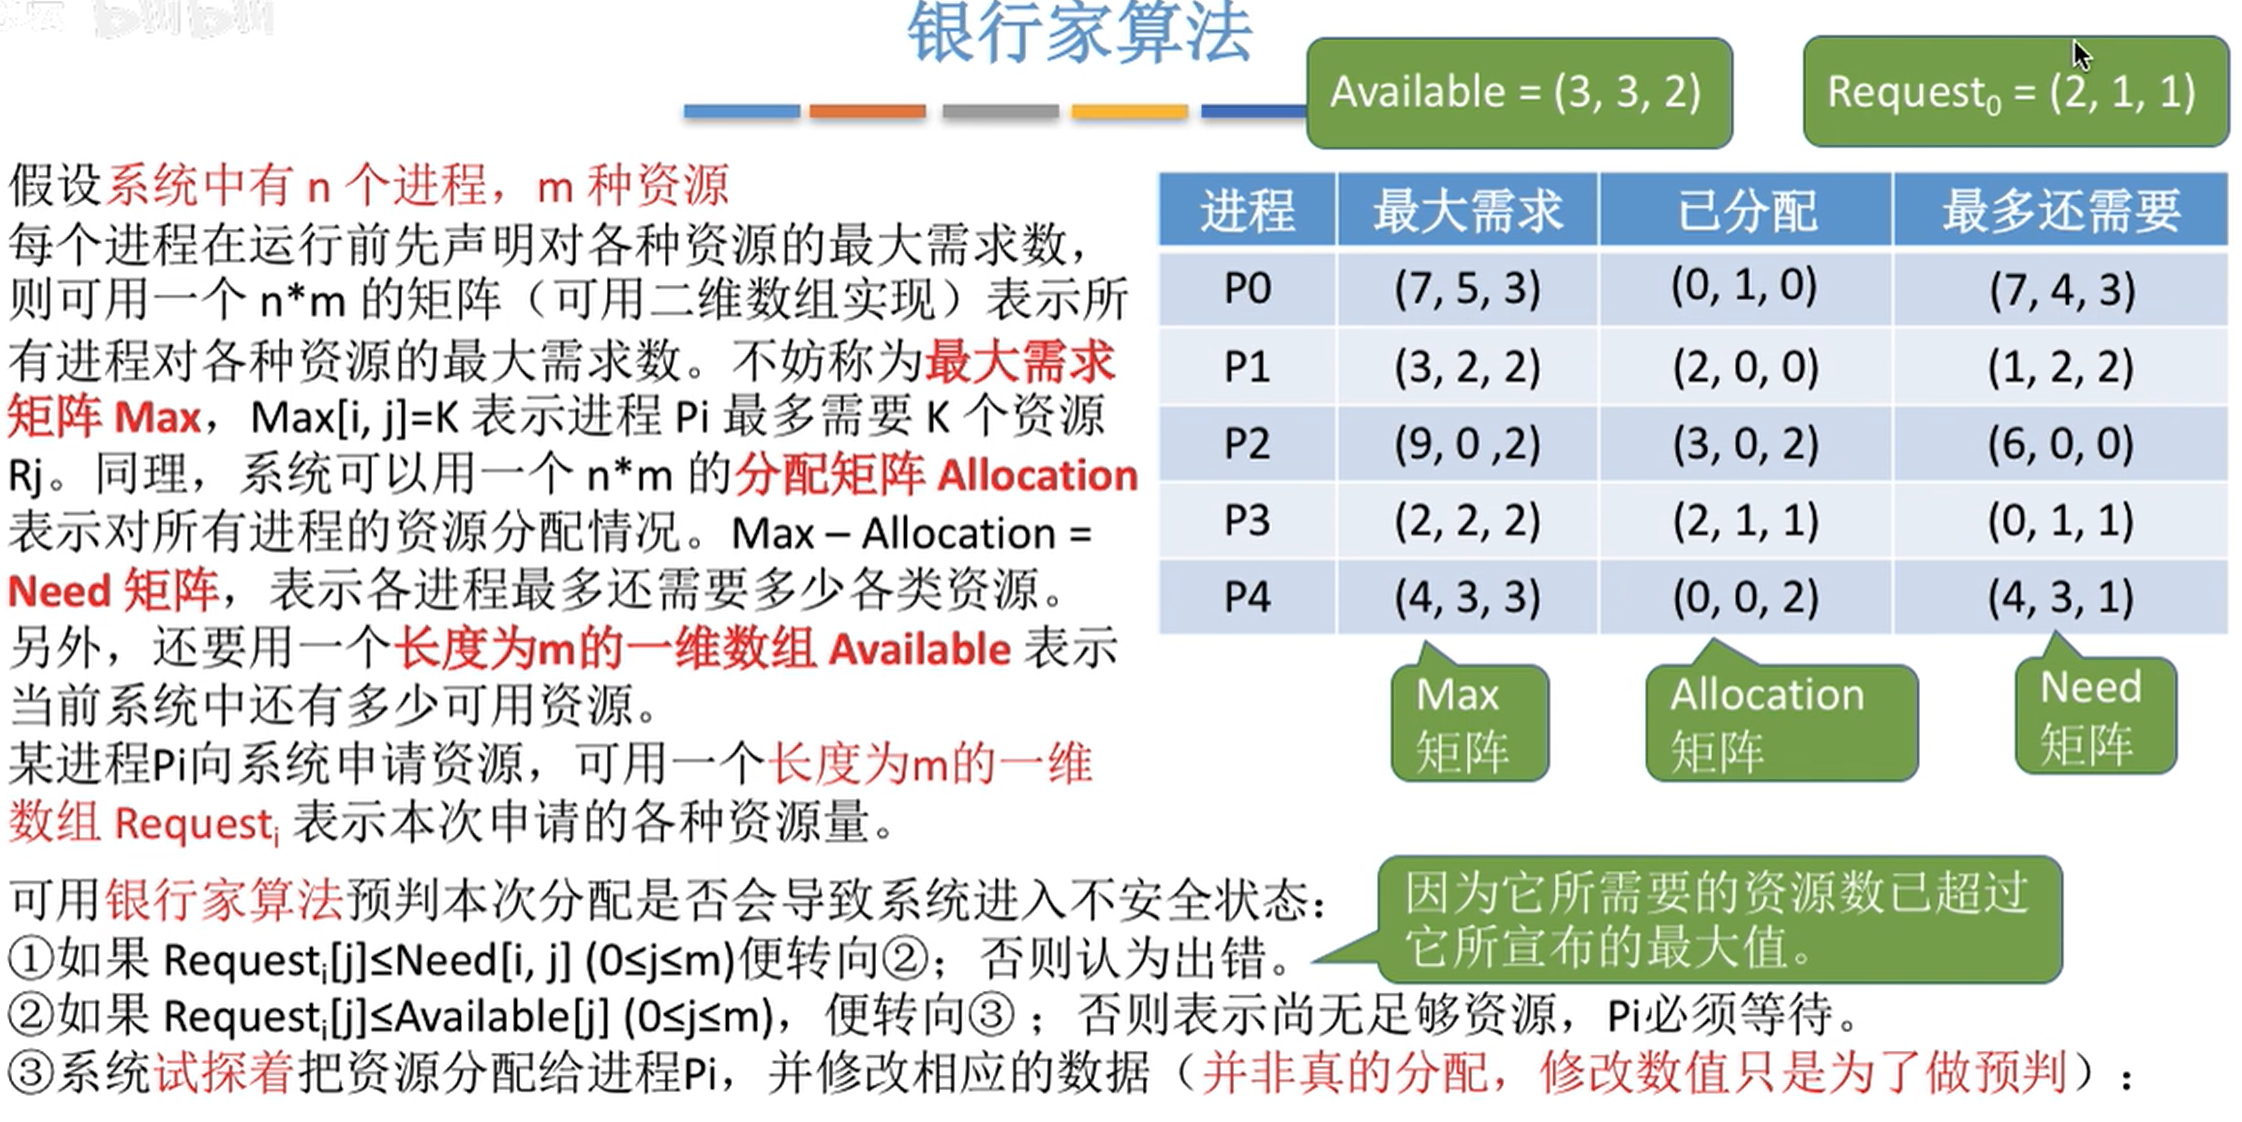 银行家算法
Available = (3, 3, 2)
Request0 = (2, 1, 1)
假设系统中有 n 个进程，m 种资源
每个进程在运行前先声明对各种资源的最大需求数，
则可用一个 n*m 的矩阵（可用二维数组实现）表示所
有进程对各种资源的最大需求数。不妨称为最大需求
矩阵 Max，Max[i, j]=K 表示进程 Pi 最多需要 K 个资源
Rj。同理，系统可以用一个 n*m 的分配矩阵 Allocation
表示对所有进程的资源分配情况。Max – Allocation =
Need 矩阵，表示各进程最多还需要多少各类资源。
另外，还要用一个长度为m的一维数组 Available 表示
当前系统中还有多少可用资源。
某进程Pi向系统申请资源，可用一个长度为m的一维
数组 Requesti 表示本次申请的各种资源量。
进程 最大需求 已分配 最多还需要
P0 (7, 5, 3) (0, 1, 0) (7, 4, 3)
P1 (3, 2, 2) (2, 0, 0) (1, 2, 2)
P2 (9, 0 ,2) (3, 0, 2) (6, 0, 0)
P3 (2, 2, 2) (2, 1, 1) (0, 1, 1)
P4 (4, 3, 3) (0, 0, 2) (4, 3, 1)
Max
矩阵
Allocation
矩阵
Need
矩阵
可用银行家算法预判本次分配是否会导致系统进入不安全状态：
①如果 Requesti[j]≤Need[i, j] (0≤j≤m)便转向②；否则认为出错。
因为它所需要的资源数已超过
它所宣布的最大值。
②如果 Requesti[j]≤Available[j] (0≤j≤m)，便转向③；否则表示尚无足够资源，Pi必须等待。
③系统试探着把资源分配给进程Pi，并修改相应的数据（并非真的分配，修改数值只是为了做预判）：